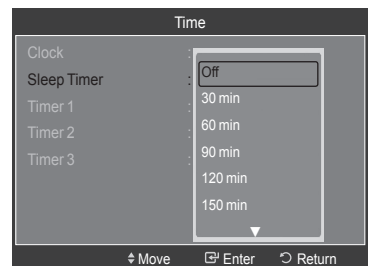 Time
Clock :
Sleep Timer :
Timer 1 :
Timer 2 :
Timer 3 :
Off
30 min
60 min
90 min
120 min
150 min
▼
Move Enter Return